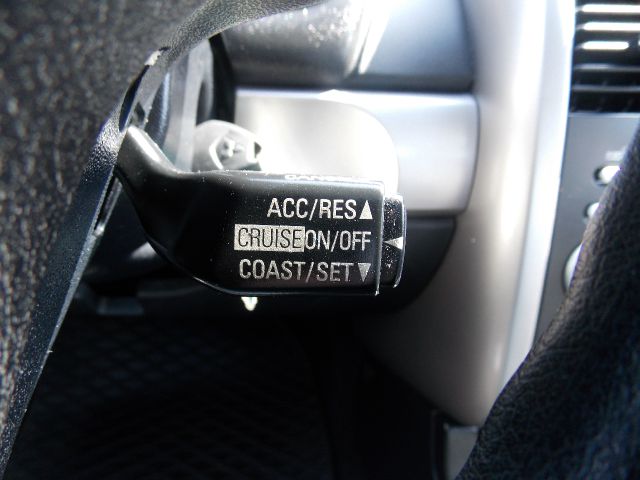 ACC/RES▲
CRUISE ON/OFF ◀
COAST/SET▼